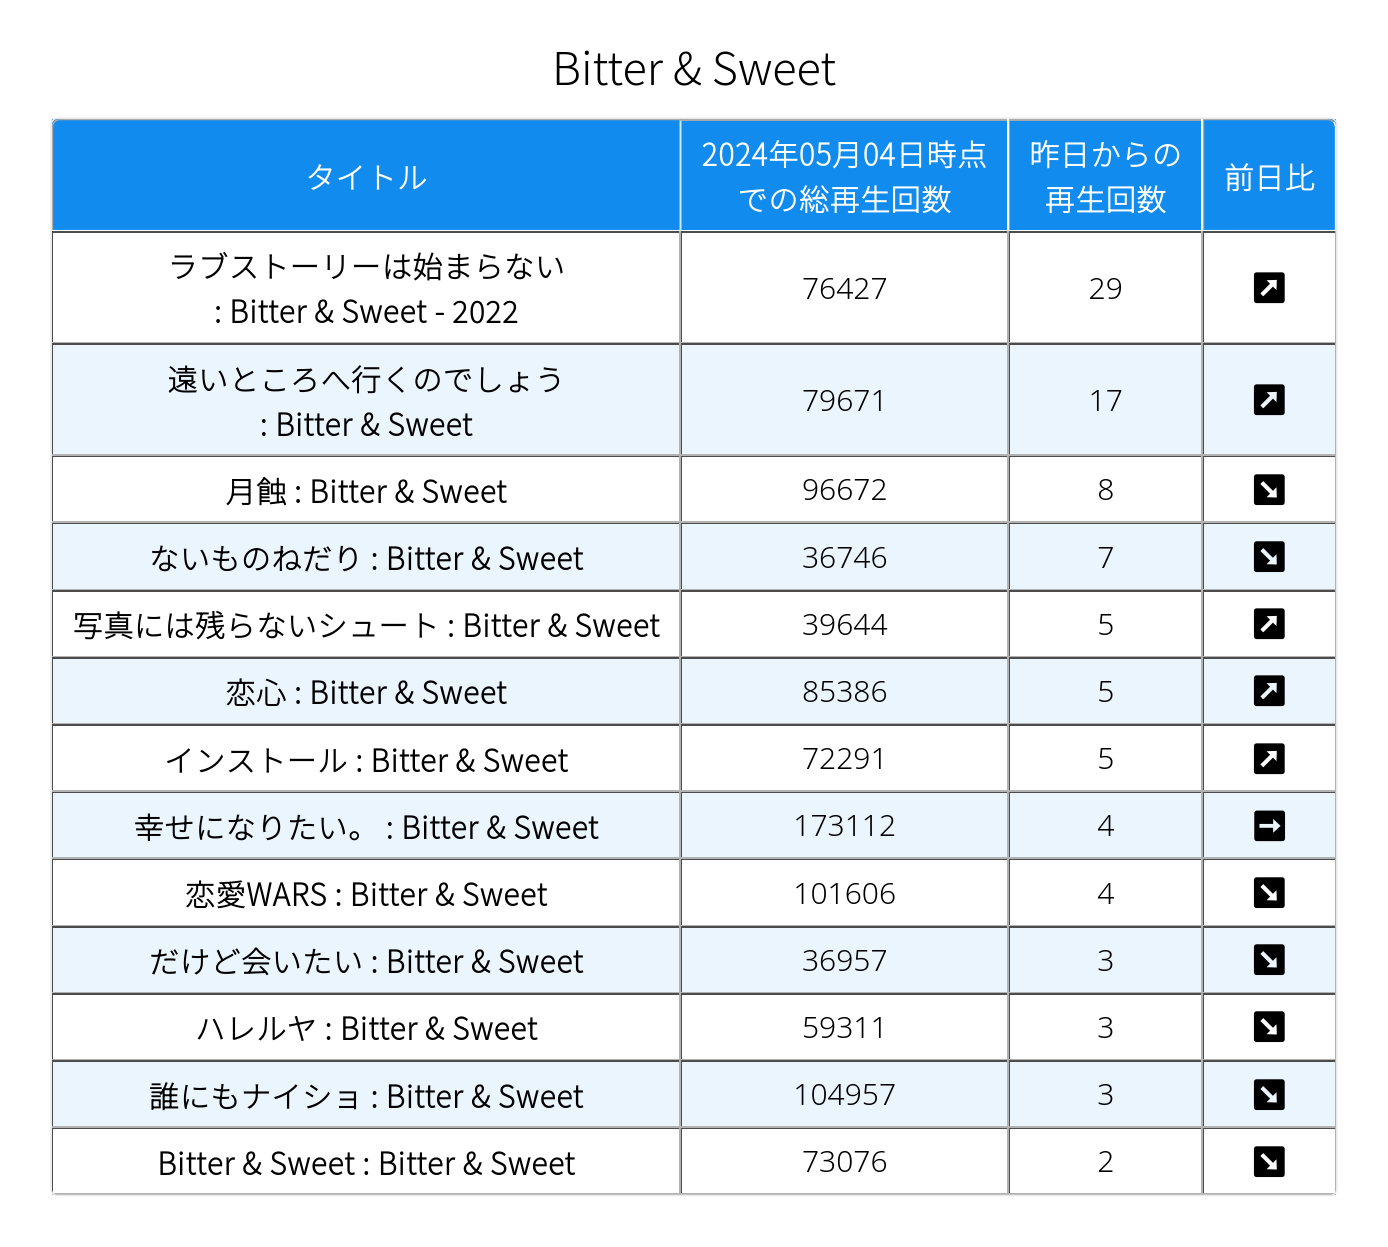 Bitter & Sweet
タイトル
2024年05月04日時点
での総再生回数
昨日からの
再生回数
前日比
ラブストーリーは始まらない
: Bitter & Sweet - 2022
76427
29
↗
遠いところへ行くのでしょう
: Bitter & Sweet
79671
17
↗
月蝕 : Bitter & Sweet
96672
8
↘
ないものねだり : Bitter & Sweet
36746
7
↘
写真には残らないシュート : Bitter & Sweet
39644
5
↗
恋心 : Bitter & Sweet
85386
5
↗
インストール : Bitter & Sweet
72291
5
↗
幸せになりたい。 : Bitter & Sweet
173112
4
→
恋愛WARS : Bitter & Sweet
101606
4
↘
だけど会いたい : Bitter & Sweet
36957
3
↘
ハレルヤ : Bitter & Sweet
59311
3
↘
誰にもナイショ : Bitter & Sweet
104957
3
↘
Bitter & Sweet : Bitter & Sweet
73076
2
↘